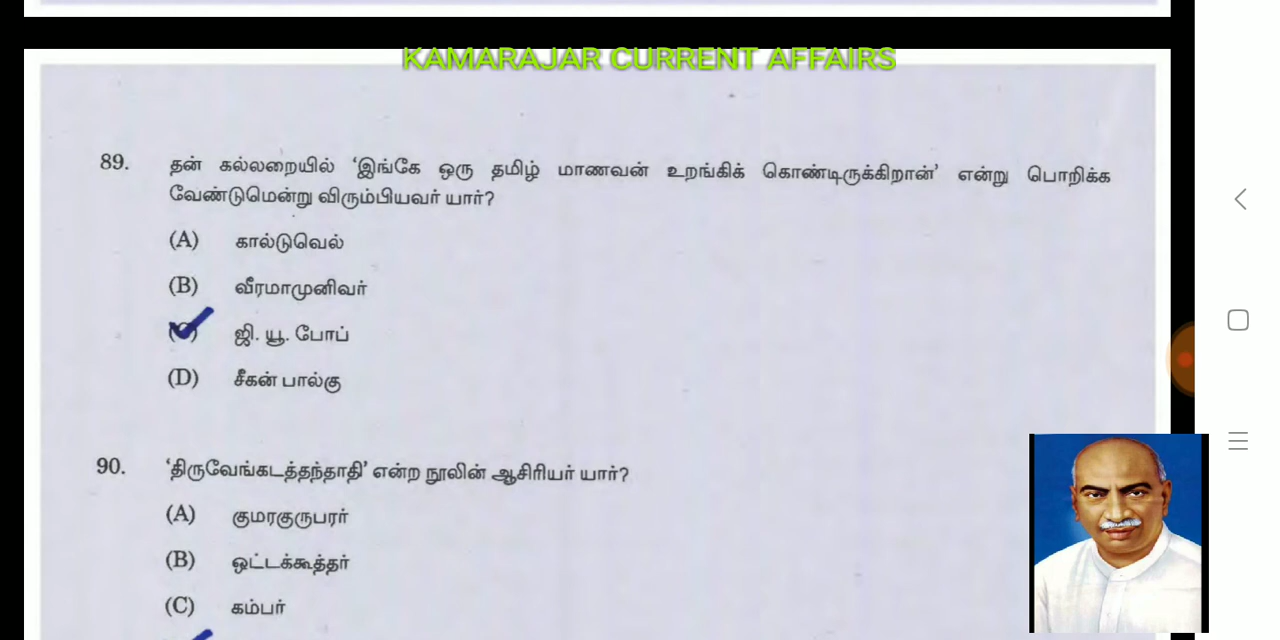 KAMARAJAR CURRENT AFFAIRS
89. தன் கல்லறையில் ‘இங்கே ஒரு தமிழ் மாணவன் உறங்கிக் கொண்டிருக்கிறான்’ என்று பொறிக்க
வேண்டுமென்று விரும்பியவர் யார்?
(A) கால்டுவெல்
(B) வீரமாமுனிவர்
(C) ஜி. யூ. போப்
(D) சீகன் பால்கு
90. ‘திருவேங்கடத்தந்தாதி’ என்ற நூலின் ஆசிரியர் யார்?
(A) குமரகுருபரர்
(B) ஒட்டக்கூத்தர்
(C) கம்பர்